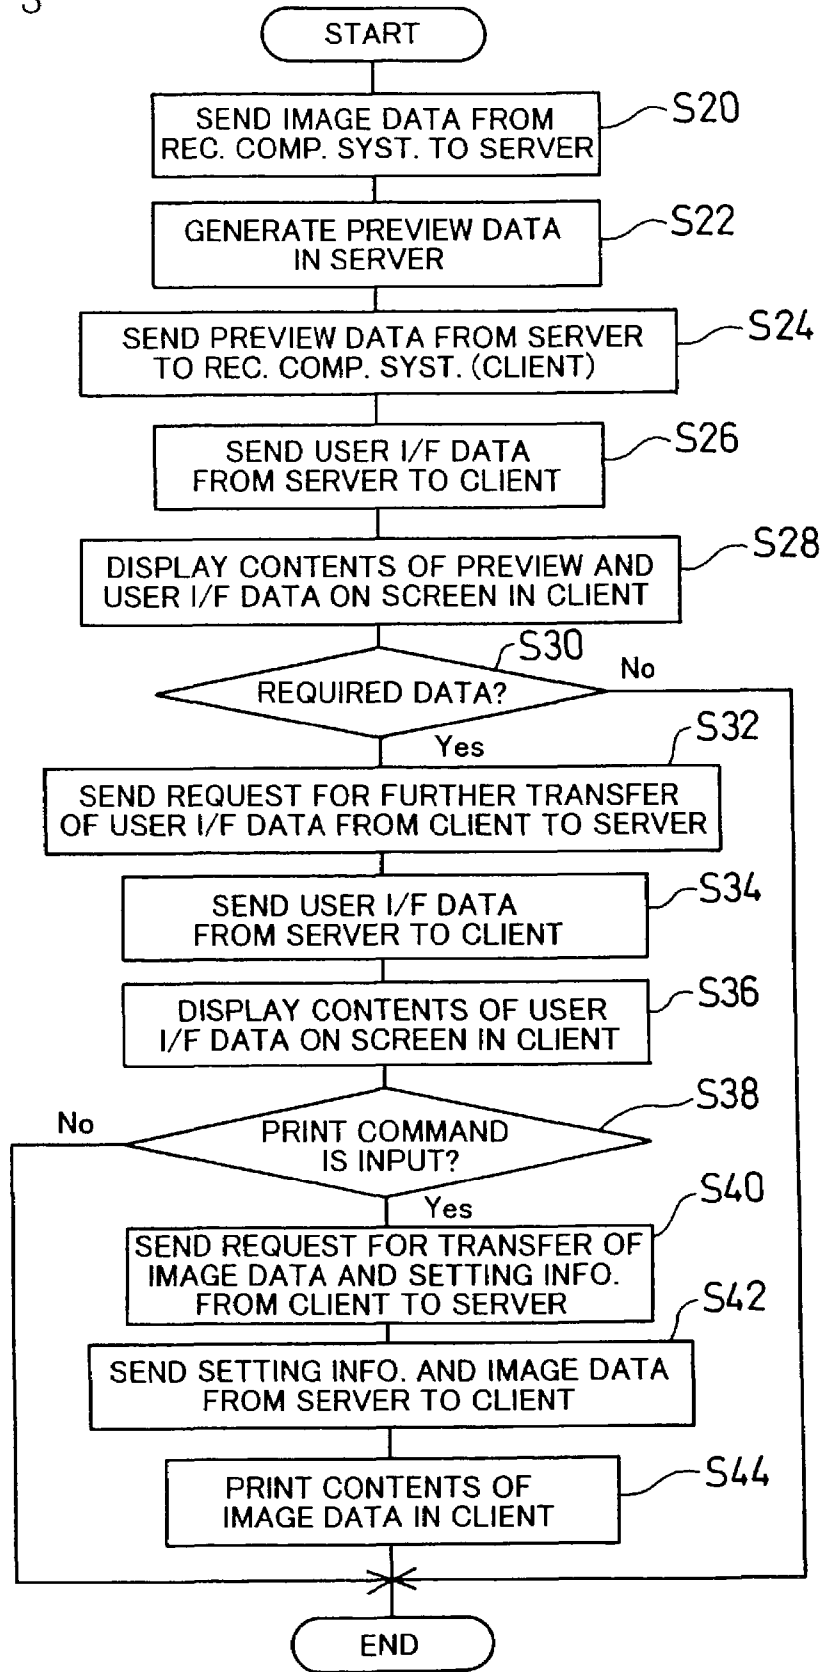 START
SEND IMAGE DATA FROM
REC. COMP. SYST. TO SERVER
S20
GENERATE PREVIEW DATA
IN SERVER
S22
SEND PREVIEW DATA FROM SERVER
TO REC. COMP. SYST. (CLIENT)
S24
SEND USER I/F DATA
FROM SERVER TO CLIENT
S26
DISPLAY CONTENTS OF PREVIEW AND
USER I/F DATA ON SCREEN IN CLIENT
S28
REQUIRED DATA?
S30
No
Yes
SEND REQUEST FOR FURTHER TRANSFER
OF USER I/F DATA FROM CLIENT TO SERVER
S32
SEND USER I/F DATA
FROM SERVER TO CLIENT
S34
DISPLAY CONTENTS OF USER
I/F DATA ON SCREEN IN CLIENT
S36
PRINT COMMAND
IS INPUT?
S38
No
Yes
SEND REQUEST FOR TRANSFER OF
IMAGE DATA AND SETTING INFO.
FROM CLIENT TO SERVER
S40
SEND SETTING INFO. AND IMAGE DATA
FROM SERVER TO CLIENT
S42
PRINT CONTENTS OF
IMAGE DATA IN CLIENT
S44
END